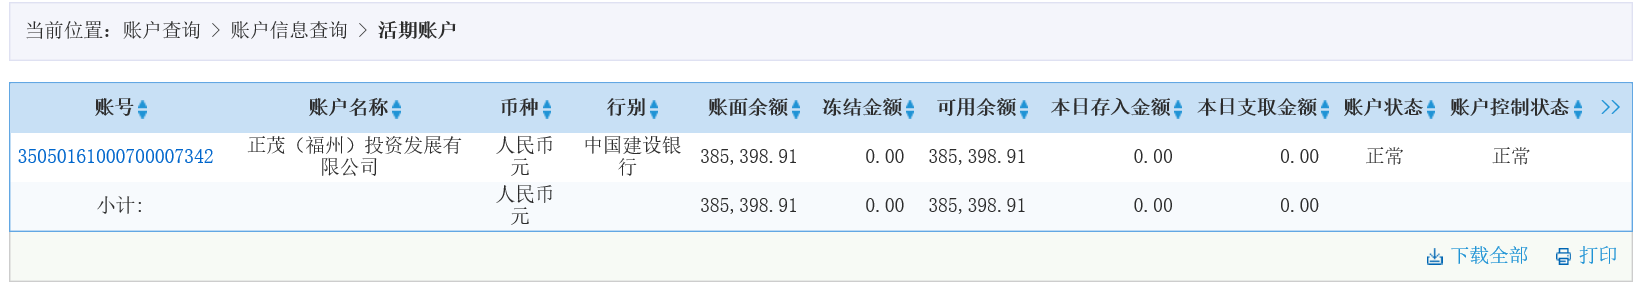 当前位置：账户查询 > 账户信息查询 > 活期账户
账号 账户名称 币种 行别 账面余额 冻结金额 可用余额 本日存入金额 本日支取金额 账户状态 账户控制状态 >>
35050161000700007342 正茂（福州）投资发展有限公司 人民币元 中国建设银行 385,398.91 0.00 385,398.91 0.00 0.00 正常 正常
小计： 人民币元 385,398.91 0.00 385,398.91 0.00 0.00
下载全部 打印